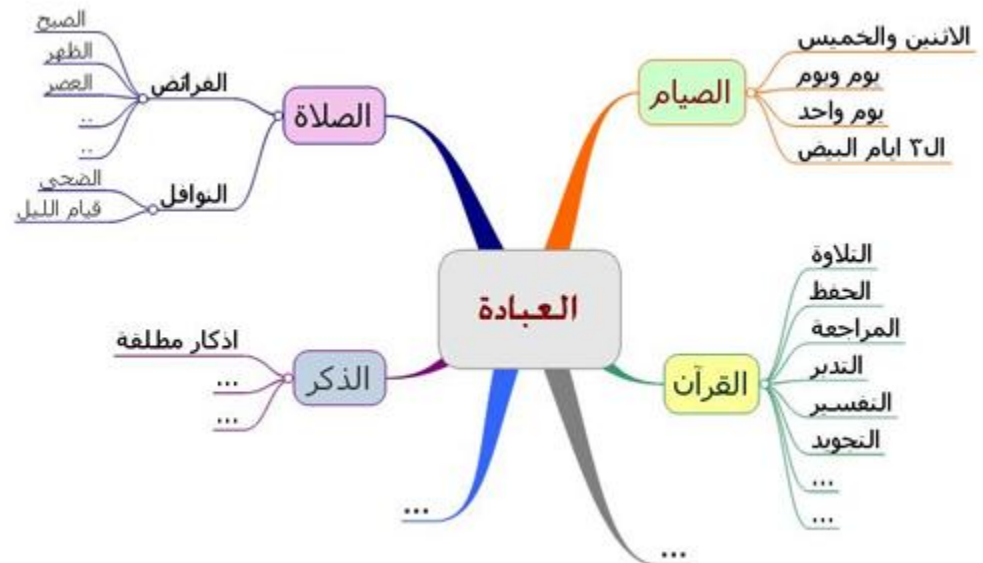 العبادة
الصيام
الاثنين والخميس
يوم ويوم
يوم واحد
ال٣ ايام البيض
القرآن
التلاوة
الحفظ
المراجعة
التدبر
التفسير
التجويد
...
...
...
...
الذكر
اذكار مطلقة
...
...
الصلاة
الفرائض
الصبح
الظهر
العصر
..
..
النوافل
الضحى
قيام الليل